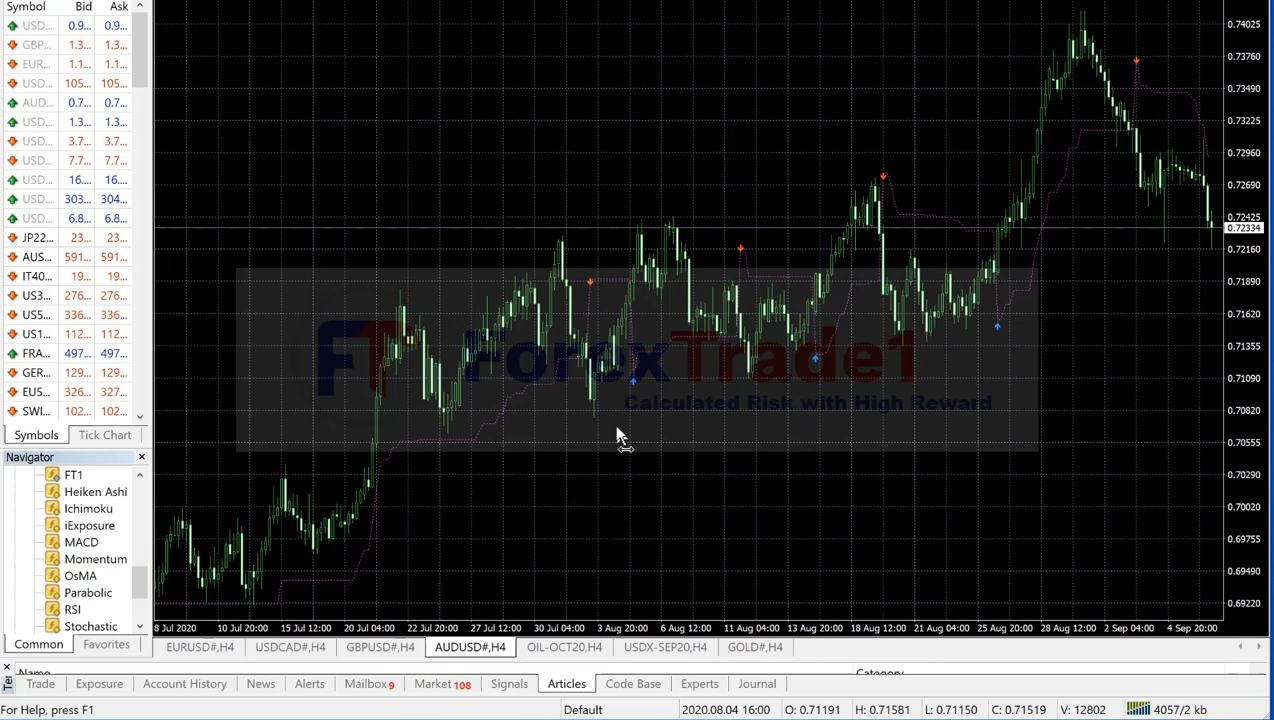 Symbol Bid Ask
USD... 0.9... 0.9...
GBP... 1.3... 1.3...
EUR... 1.1... 1.1...
USD... 105... 105...
AUD... 0.7... 0.7...
USD... 1.3... 1.3...
USD... 3.7... 3.7...
USD... 7.7... 7.7...
USD... 16.... 16....
USD... 303... 304...
USD... 6.8... 6.8...
JP22... 23... 23...
AUS... 591... 591...
IT40... 19... 19...
US3... 276... 276...
US5... 336... 336...
US1... 112... 112...
FRA... 497... 497...
GER... 129... 129...
EU5... 326... 327...
SWI... 102... 102...
Symbols Tick Chart
Navigator
FT1
Heiken Ashi
Ichimoku
iExposure
MACD
Momentum
OsMA
Parabolic
RSI
Stochastic
Common Favorites
0.74025
0.73760
0.73490
0.73225
0.72960
0.72690
0.72425
0.72334
0.72160
0.71890
0.71620
0.71355
0.71090
0.70820
0.70555
0.70290
0.70020
0.69755
0.69490
0.69220
FT ForexTrade1
Calculated Risk with High Reward
8 Jul 2020 10 Jul 20:00 15 Jul 12:00 20 Jul 04:00 22 Jul 20:00 27 Jul 12:00 30 Jul 04:00 3 Aug 20:00 6 Aug 12:00 11 Aug 04:00 13 Aug 20:00 18 Aug 12:00 21 Aug 04:00 25 Aug 20:00 28 Aug 12:00 2 Sep 04:00 4 Sep 20:00
EURUSD#,H4 USDCAD#,H4 GBPUSD#,H4 AUDUSD#,H4 OIL-OCT20,H4 USDX-SEP20,H4 GOLD#,H4
Name Category
Ter
Trade Exposure Account History News Alerts Mailbox 9 Market 108 Signals Articles Code Base Experts Journal
For Help, press F1 Default 2020.08.04 16:00 O: 0.71191 H: 0.71581 L: 0.71150 C: 0.71519 V: 12802 4057/2 kb